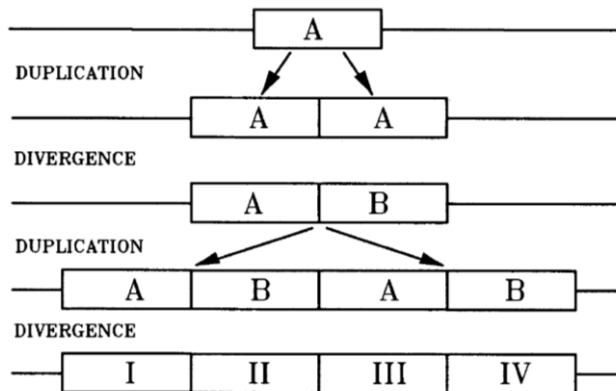 A
DUPLICATION
A A
DIVERGENCE
A B
DUPLICATION
A B A B
DIVERGENCE
I II III IV